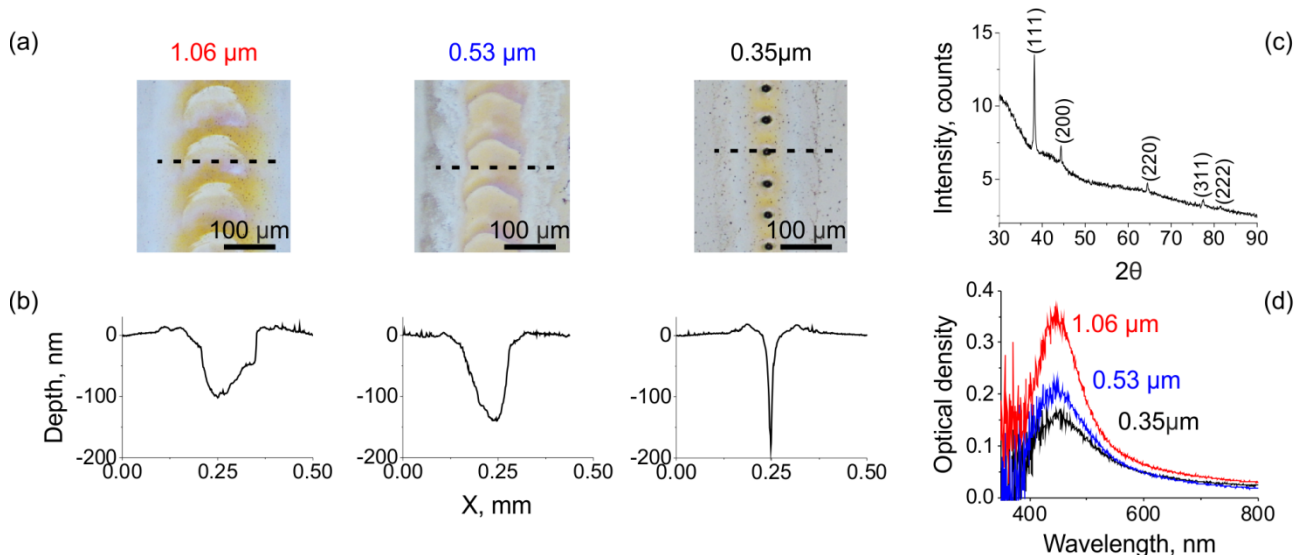 (a)
1.06 µm
0.53 µm
0.35µm
100 µm
100 µm
100 µm
(b)
Depth, nm
0
-100
-200
0.00
0.25
0.50
0
-100
-200
0.00
0.25
0.50
0
-100
-200
0.00
0.25
0.50
X, mm
(c)
Intensity, counts
15
10
5
(111)
(200)
(220)
(311)
(222)
30 40 50 60 70 80 90
2θ
(d)
Optical density
0.4
0.3
0.2
0.1
0.0
1.06 µm
0.53 µm
0.35µm
400 600 800
Wavelength, nm